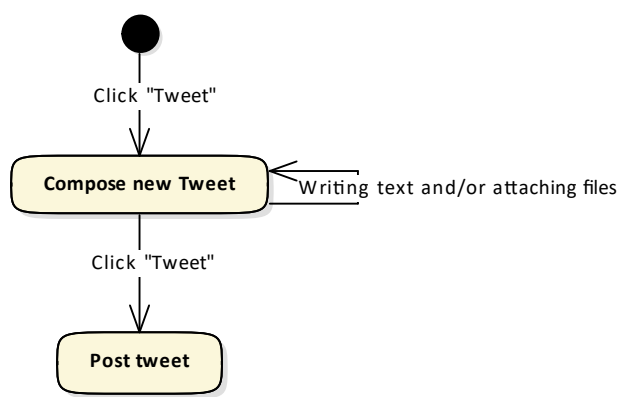 Click "Tweet"
Compose new Tweet
Writing text and/or attaching files
Click "Tweet"
Post tweet